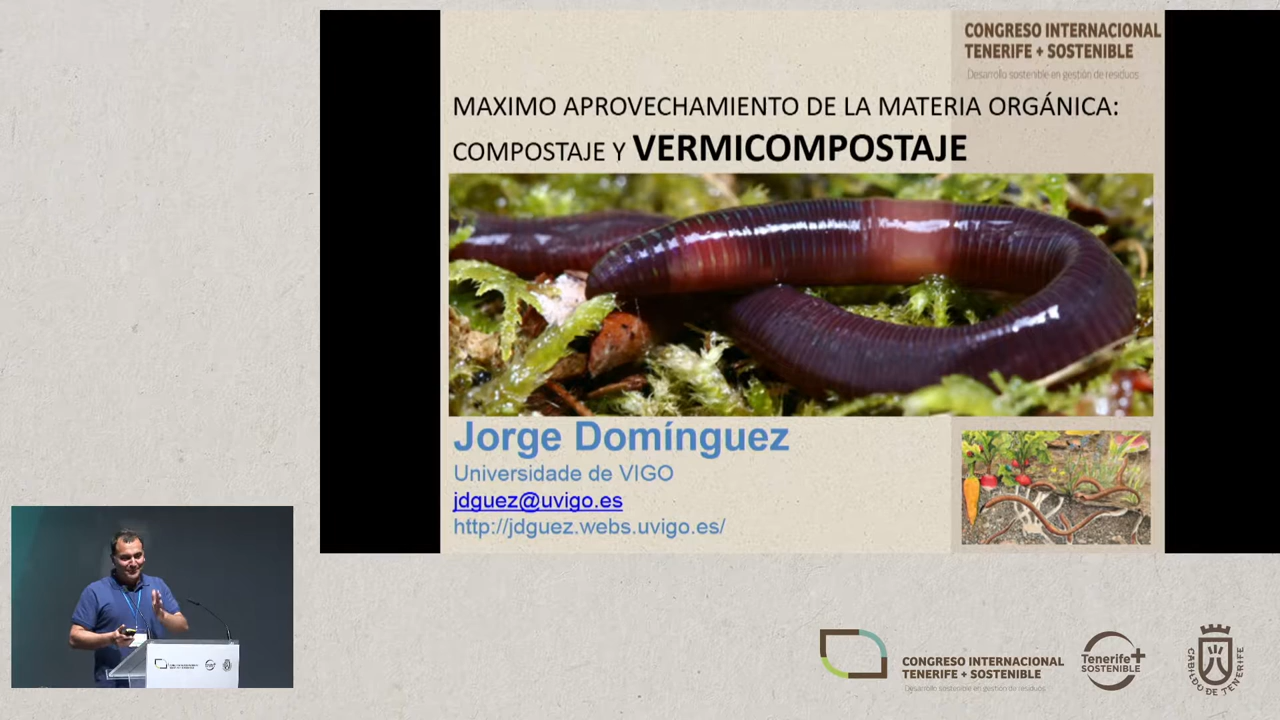 CONGRESO INTERNACIONAL
TENERIFE + SOSTENIBLE
Desarrollo sostenible en gestión de residuos
MAXIMO APROVECHAMIENTO DE LA MATERIA ORGÁNICA:
COMPOSTAJE Y VERMICOMPOSTAJE
Jorge Domínguez
Universidade de VIGO
jdguez@uvigo.es
http://jdguez.webs.uvigo.es/
CONGRESO INTERNACIONAL
TENERIFE + SOSTENIBLE
Desarrollo sostenible en gestión de residuos
Tenerife+
SOSTENIBLE
CABILDO DE TENERIFE